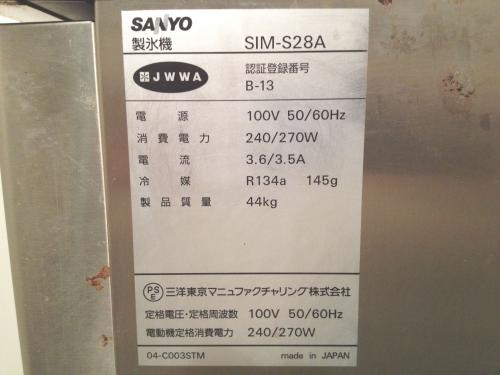 SANYO
製氷機 SIM-S28A
JWWA 認証登録番号
B-13
電源 100V 50/60Hz
消費電力 240/270W
電流 3.6/3.5A
冷媒 R134a 145g
製品質量 44kg
PSE 三洋東京マニュファクチャリング株式会社
定格電圧・定格周波数 100V 50/60Hz
電動機定格消費電力 240/270W
04-C003STM made in JAPAN